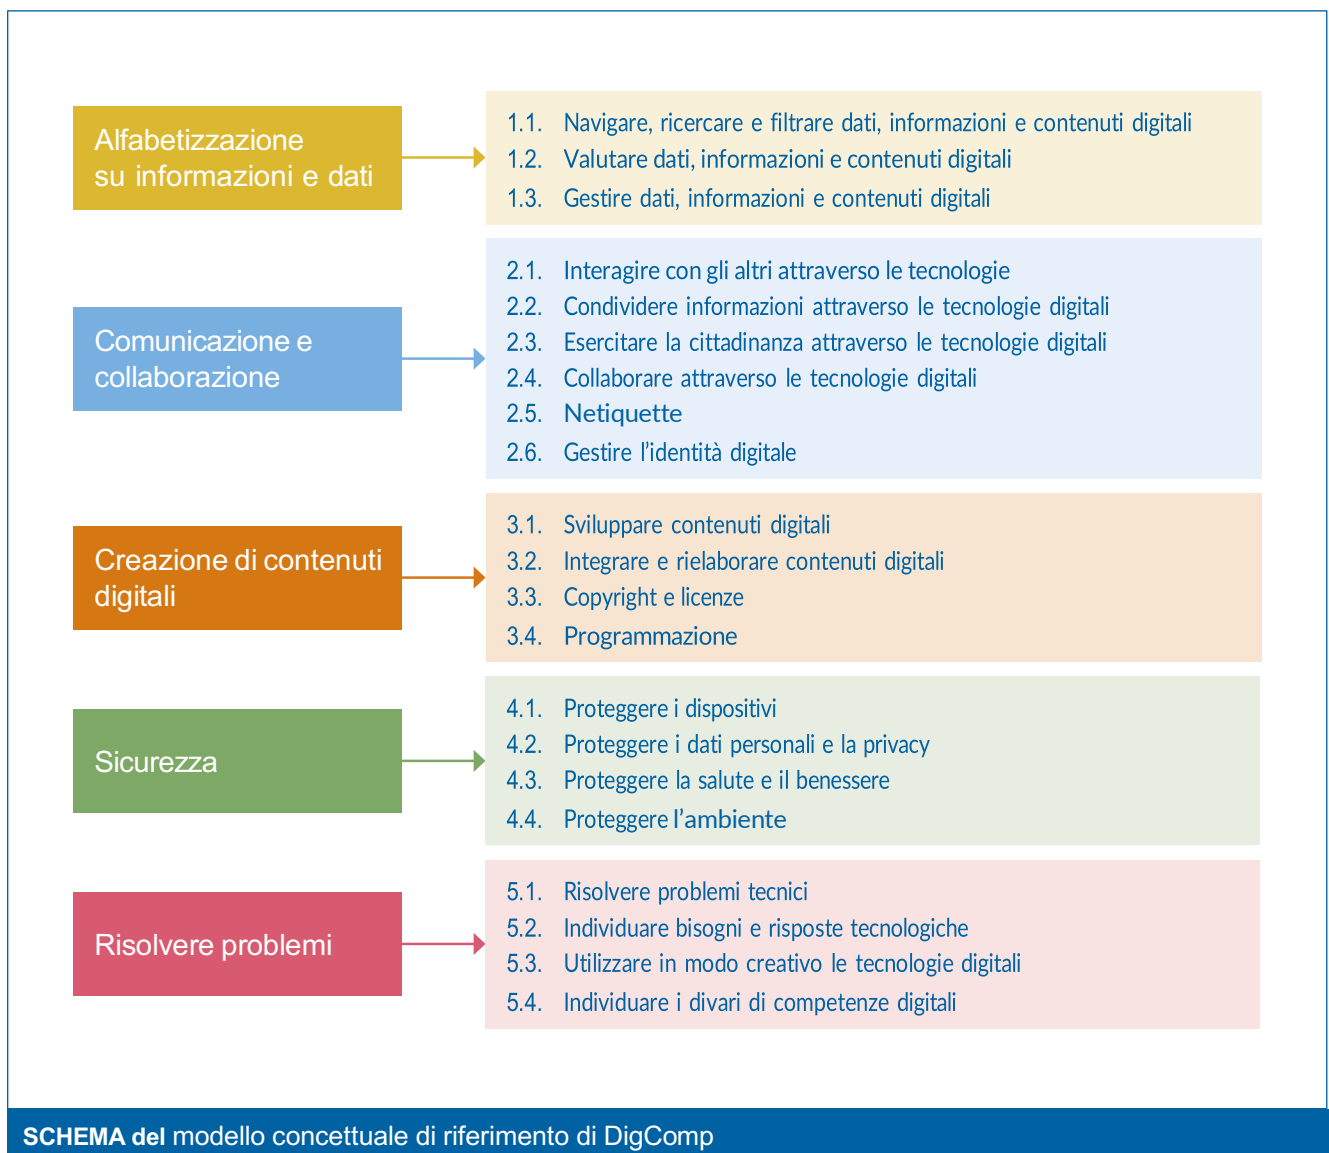 Alfabetizzazione
su informazioni e dati
1.1. Navigare, ricercare e filtrare dati, informazioni e contenuti digitali
1.2. Valutare dati, informazioni e contenuti digitali
1.3. Gestire dati, informazioni e contenuti digitali
Comunicazione e
collaborazione
2.1. Interagire con gli altri attraverso le tecnologie
2.2. Condividere informazioni attraverso le tecnologie digitali
2.3. Esercitare la cittadinanza attraverso le tecnologie digitali
2.4. Collaborare attraverso le tecnologie digitali
2.5. Netiquette
2.6. Gestire l’identità digitale
Creazione di contenuti
digitali
3.1. Sviluppare contenuti digitali
3.2. Integrare e rielaborare contenuti digitali
3.3. Copyright e licenze
3.4. Programmazione
Sicurezza
4.1. Proteggere i dispositivi
4.2. Proteggere i dati personali e la privacy
4.3. Proteggere la salute e il benessere
4.4. Proteggere l’ambiente
Risolvere problemi
5.1. Risolvere problemi tecnici
5.2. Individuare bisogni e risposte tecnologiche
5.3. Utilizzare in modo creativo le tecnologie digitali
5.4. Individuare i divari di competenze digitali
SCHEMA del modello concettuale di riferimento di DigComp